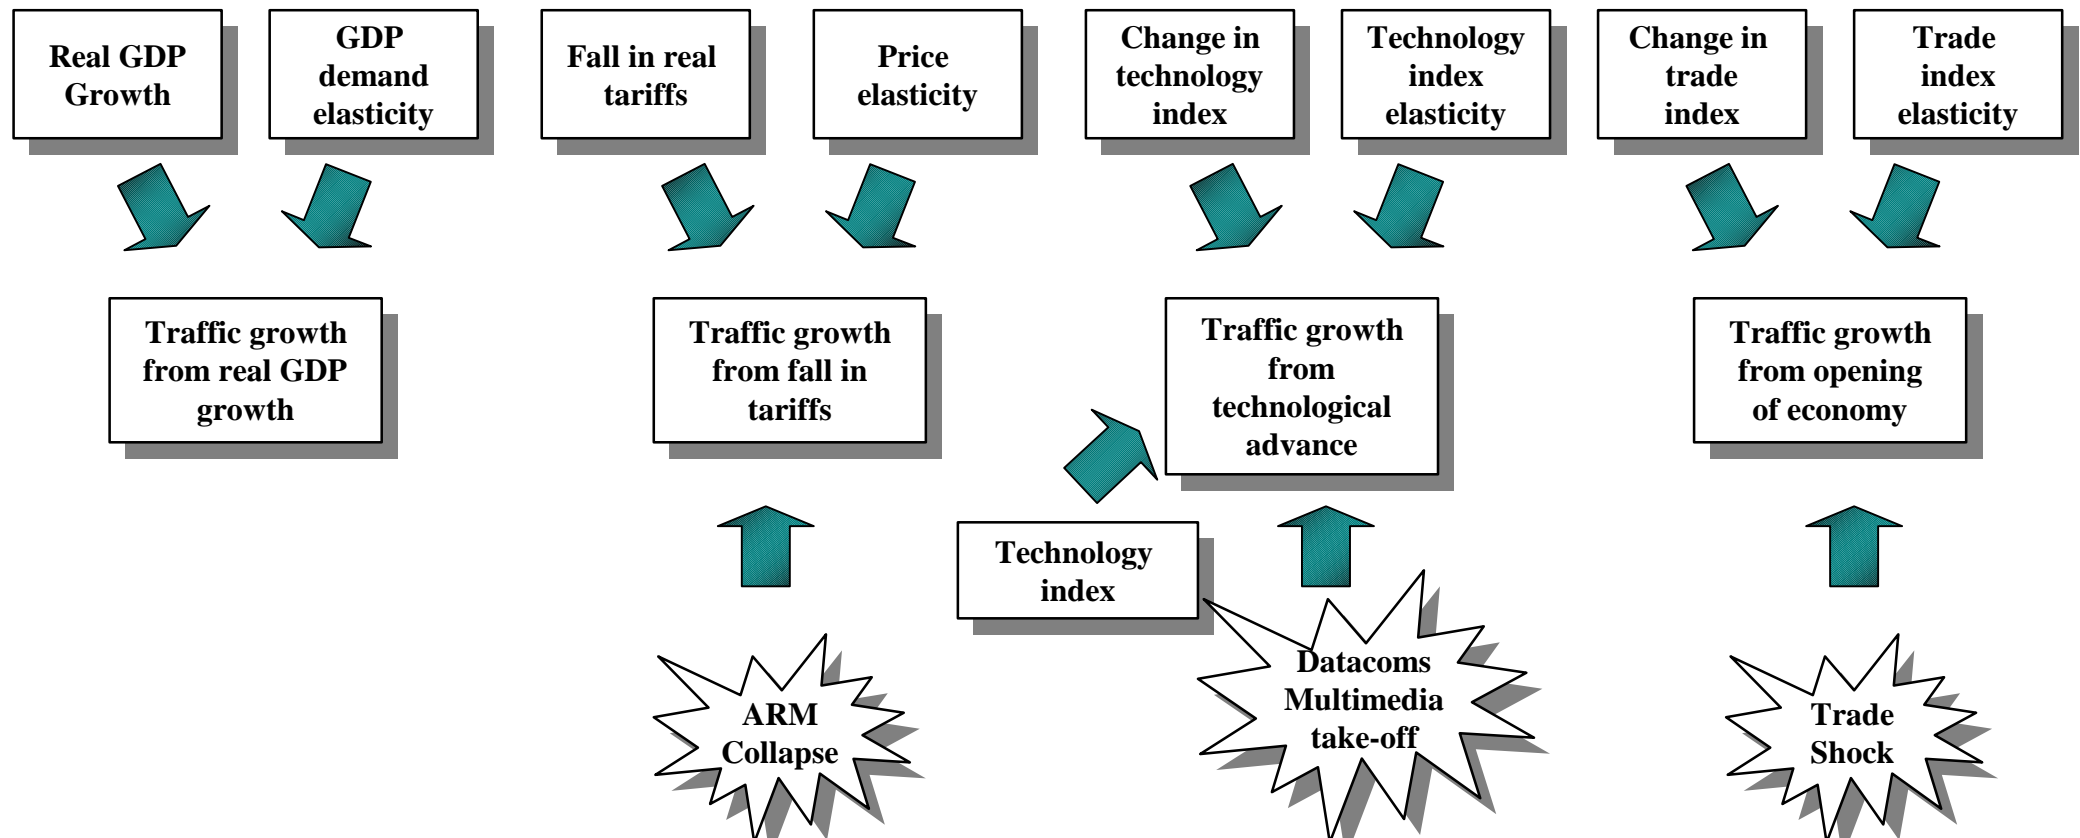 Real GDP
Growth
GDP
demand
elasticity
Fall in real
tariffs
Price
elasticity
Change in
technology
index
Technology
index
elasticity
Change in
trade
index
Trade
index
elasticity
Traffic growth
from real GDP
growth
Traffic growth
from fall in
tariffs
Traffic growth
from
technological
advance
Traffic growth
from opening
of economy
Technology
index
ARM
Collapse
Datacoms
Multimedia
take-off
Trade
Shock